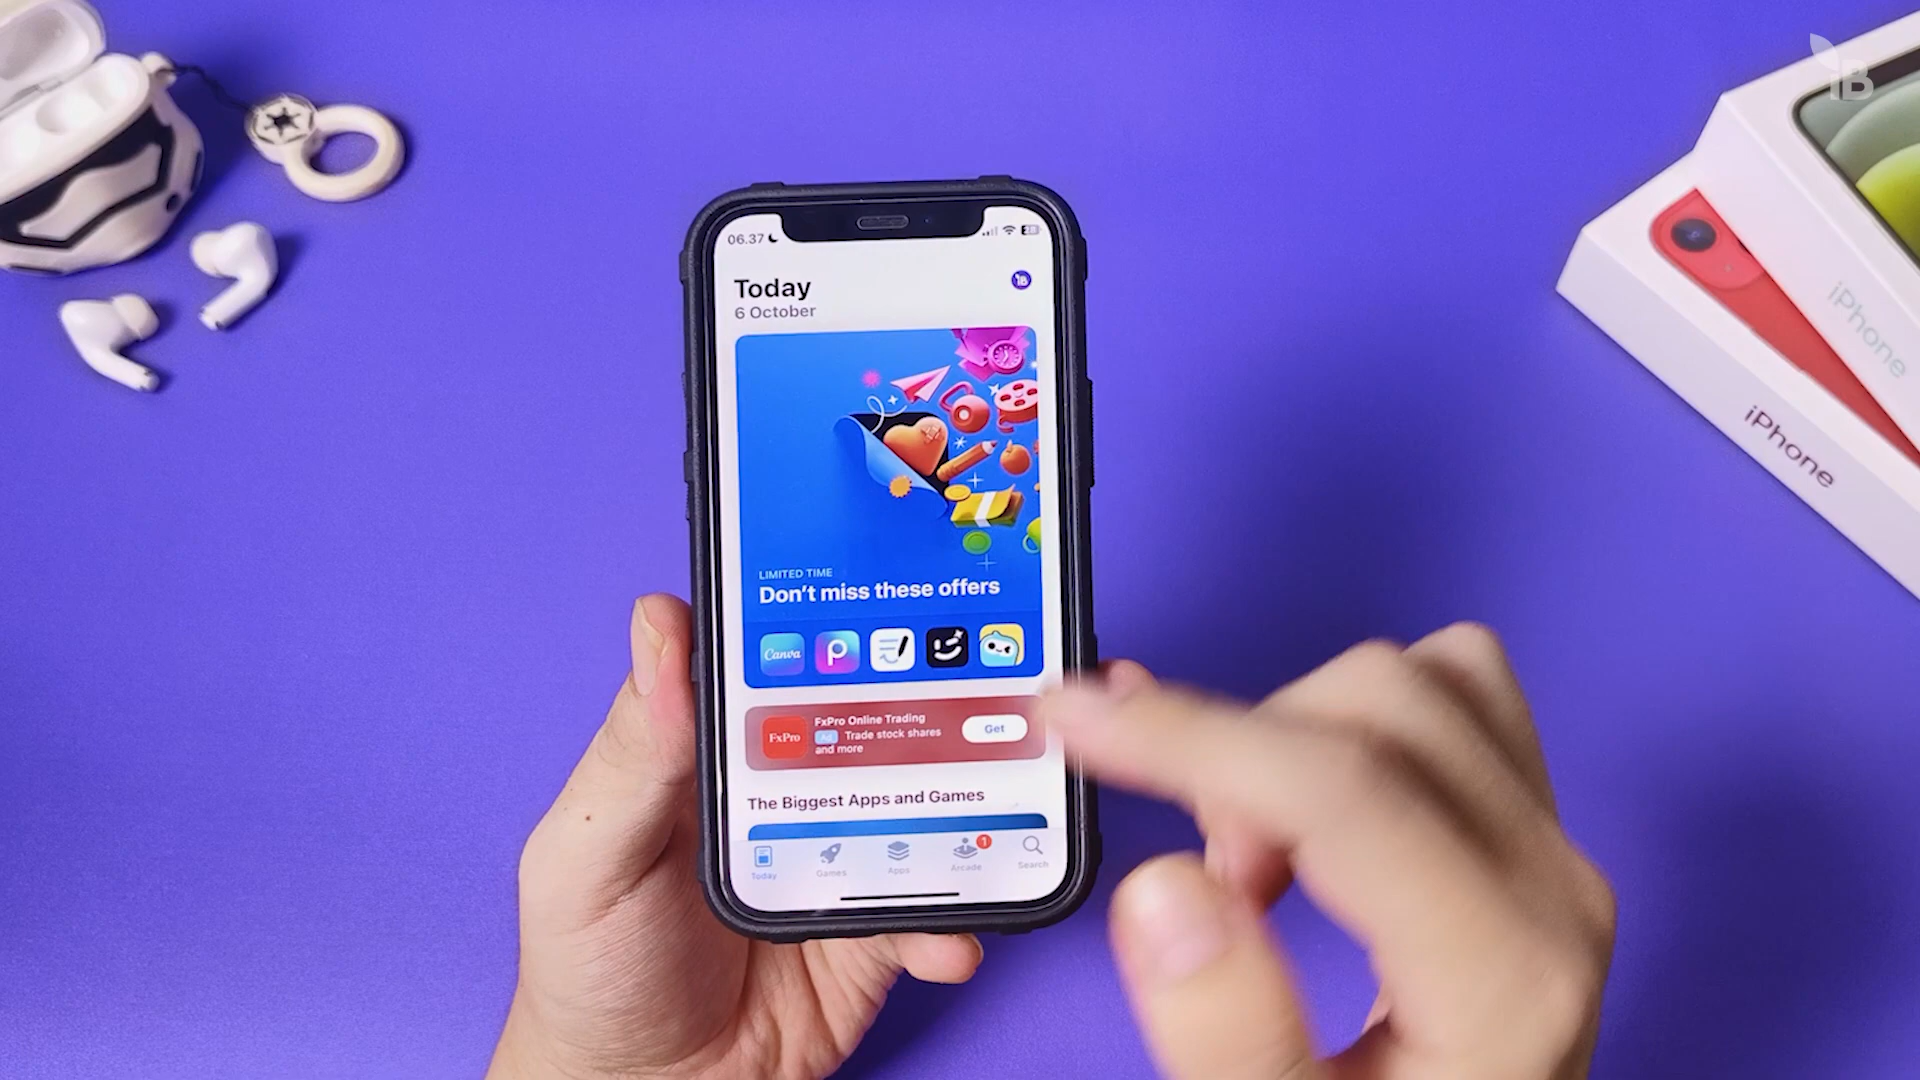 06.37
Today
6 October
LIMITED TIME
Don't miss these offers
Canva
FxPro
FxPro Online Trading
Ad Trade stock shares
and more
Get
The Biggest Apps and Games
Today
Games
Apps
Arcade
1
Search
iPhone
iPhone
iB